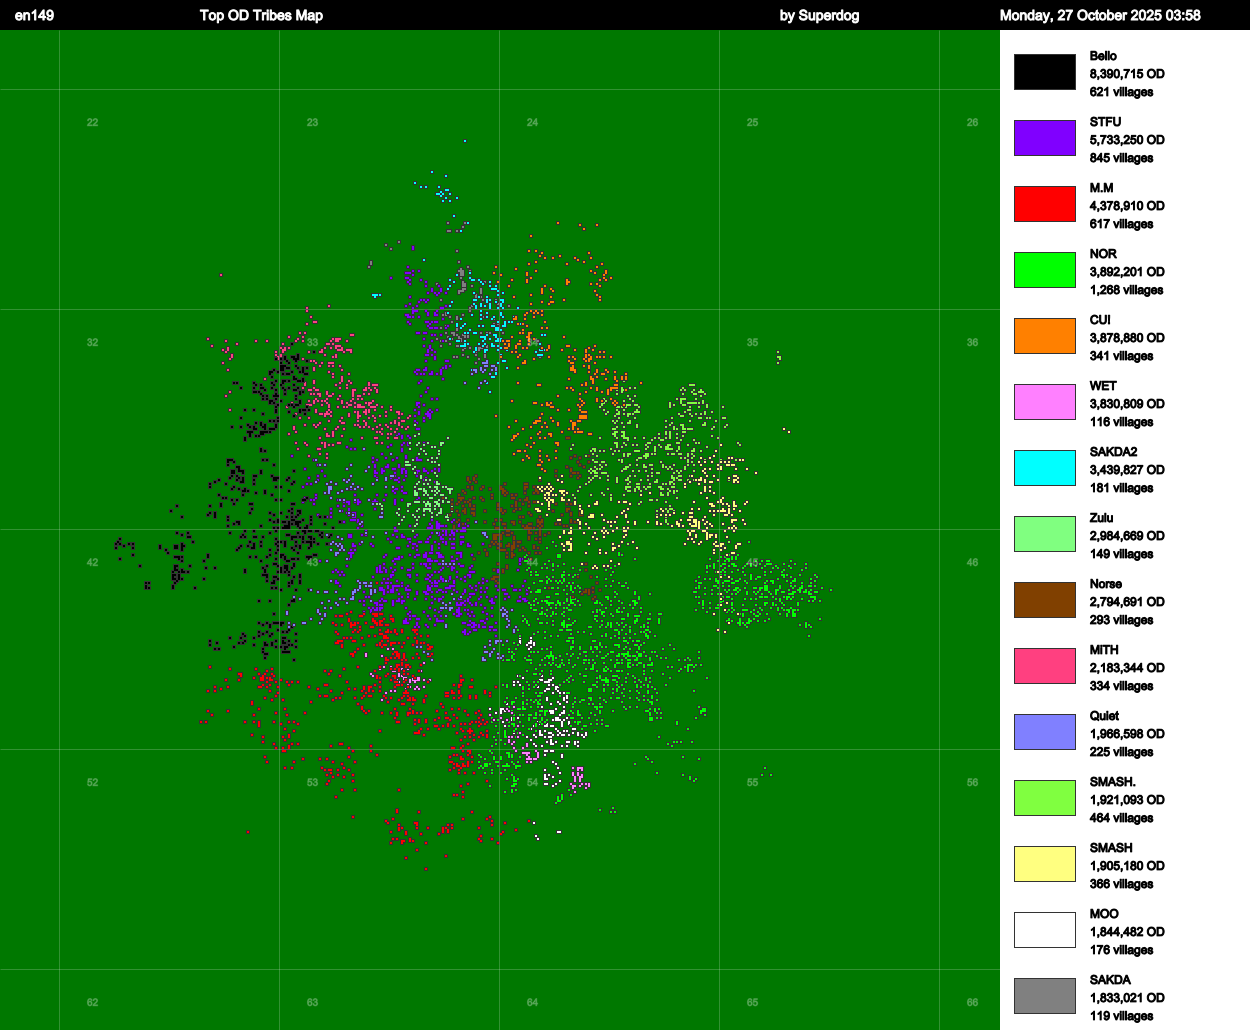 en149 Top OD Tribes Map by Superdog Monday, 27 October 2025 03:58
Bello
8,390,715 OD
621 villages
STFU
5,733,250 OD
845 villages
M.M
4,378,910 OD
617 villages
NOR
3,892,201 OD
1,268 villages
CUI
3,878,880 OD
341 villages
WET
3,830,809 OD
116 villages
SAKDA2
3,439,827 OD
181 villages
Zulu
2,984,669 OD
149 villages
Norse
2,794,691 OD
293 villages
MITH
2,183,344 OD
334 villages
Quiet
1,966,598 OD
225 villages
SMASH.
1,921,093 OD
464 villages
SMASH
1,905,180 OD
366 villages
MOO
1,844,482 OD
176 villages
SAKDA
1,833,021 OD
119 villages
22 23 24 25 26
32 33 34 35 36
42 43 44 45 46
52 53 54 55 56
62 63 64 65 66